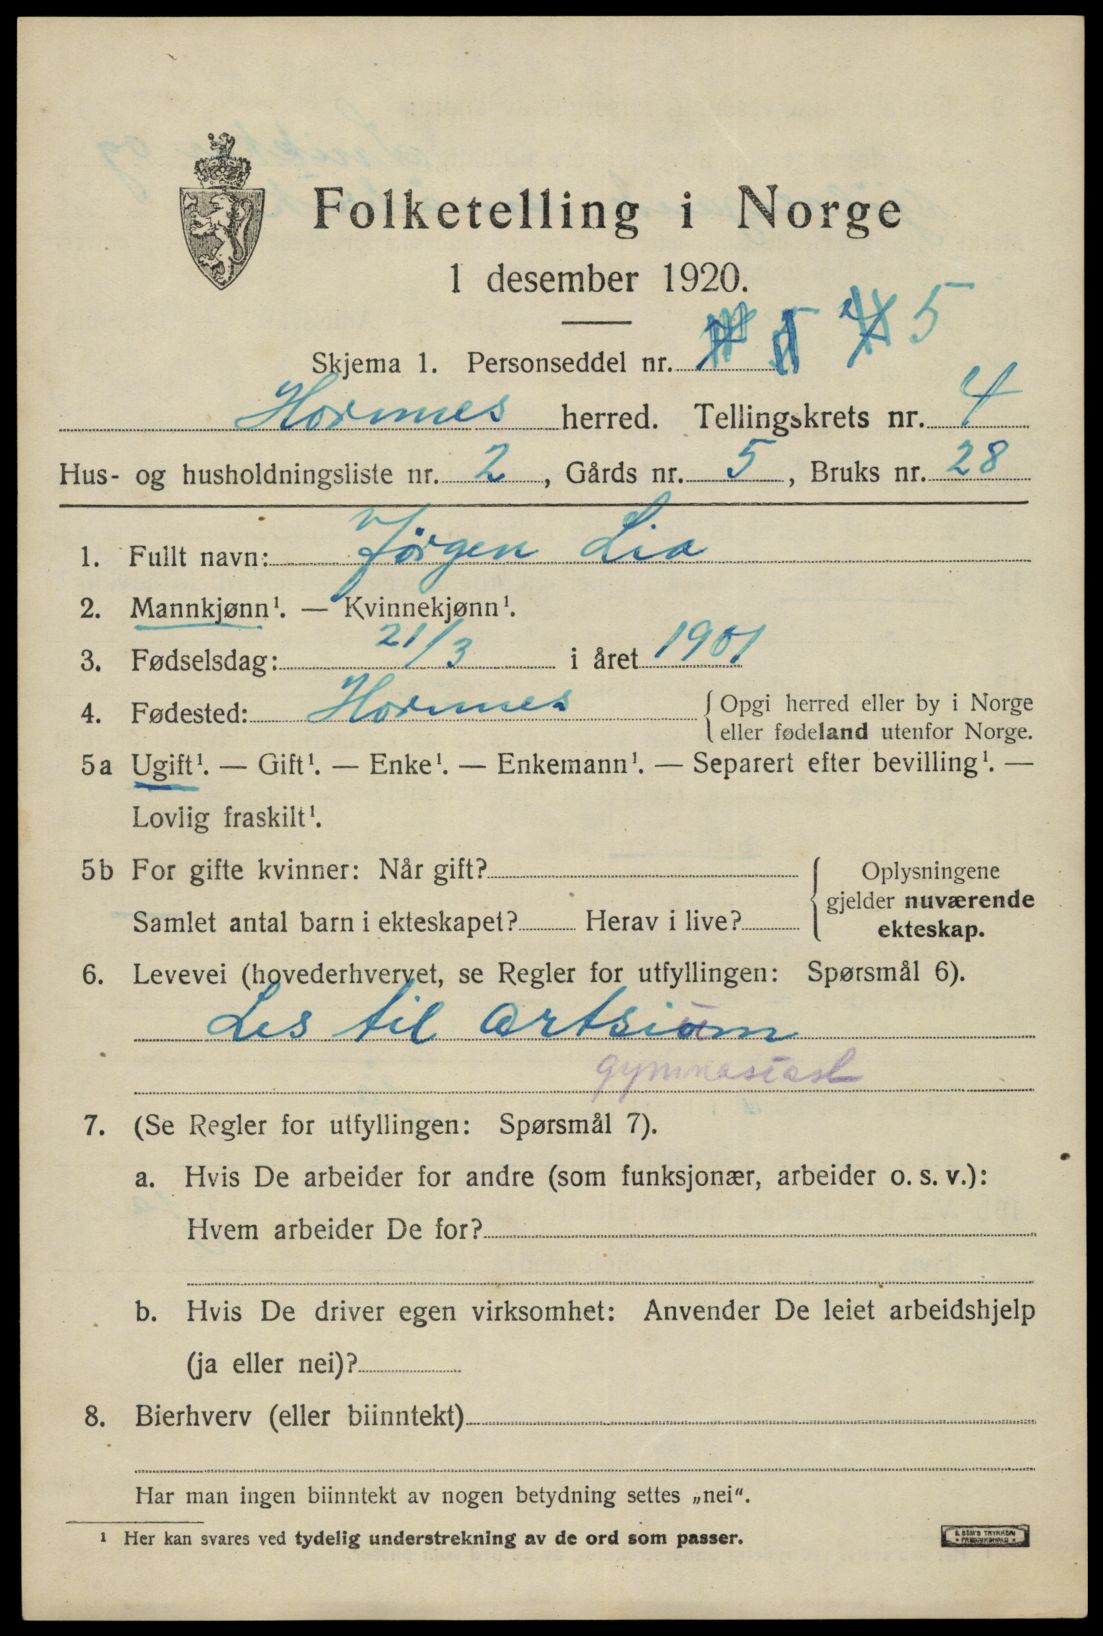 Folketelling i Norge
1 desember 1920.
Skjema 1. Personseddel nr. 5
Hornnes herred. Tellingskrets nr. 4
Hus- og husholdningsliste nr. 2, Gårds nr. 5, Bruks nr. 28
1. Fullt navn: Jørgen Lia
2. Mannkjønn¹. — Kvinnekjønn¹.
3. Fødselsdag: 21/3 i året 1901
4. Fødested: Hornnes {Opgi herred eller by i Norge
eller fødeland utenfor Norge.
5a Ugift¹. — Gift¹. — Enke¹. — Enkemann¹. — Separert efter bevilling¹. —
Lovlig fraskilt¹.
5b For gifte kvinner: Når gift? { Oplysningene
gjelder nuværende
Samlet antal barn i ekteskapet? Herav i live?
ekteskap.
6. Levevei (hovederhvervet, se Regler for utfyllingen: Spørsmål 6).
Les til artsium
gymnasiast
7. (Se Regler for utfyllingen: Spørsmål 7).
a. Hvis De arbeider for andre (som funksjonær, arbeider o. s. v.):
Hvem arbeider De for?
b. Hvis De driver egen virksomhet: Anvender De leiet arbeidshjelp
(ja eller nei)?
8. Bierhverv (eller biinntekt)
Har man ingen biinntekt av nogen betydning settes „nei".
¹ Her kan svares ved tydelig understrekning av de ord som passer.